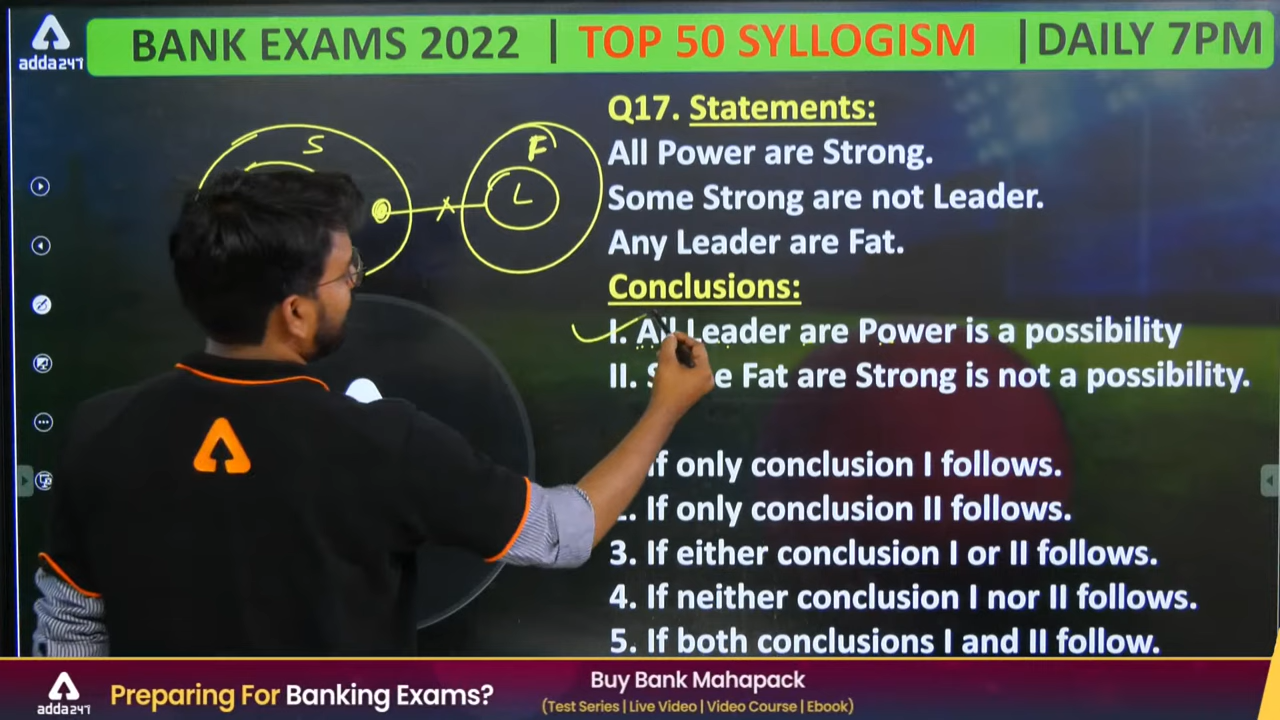 BANK EXAMS 2022 | TOP 50 SYLLOGISM | DAILY 7PM
adda247
Q17. Statements:
All Power are Strong.
Some Strong are not Leader.
Any Leader are Fat.
Conclusions:
I. All Leader are Power is a possibility
II. Fat are Strong is not a possibility.
If only conclusion I follows.
If only conclusion II follows.
3. If either conclusion I or II follows.
4. If neither conclusion I nor II follows.
5. If both conclusions I and II follow.
S
F
L
adda247
Preparing For Banking Exams?
Buy Bank Mahapack
(Test Series | Live Video | Video Course | Ebook)